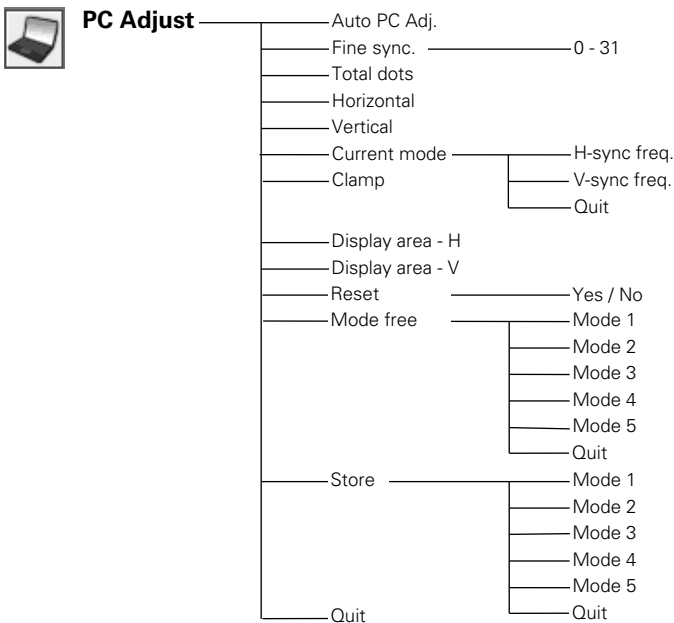 PC Adjust Auto PC Adj.
Fine sync. 0 - 31
Total dots
Horizontal
Vertical
Current mode H-sync freq.
Clamp V-sync freq.
Quit
Display area - H
Display area - V
Reset Yes / No
Mode free Mode 1
Mode 2
Mode 3
Mode 4
Mode 5
Quit
Store Mode 1
Mode 2
Mode 3
Mode 4
Mode 5
Quit Quit